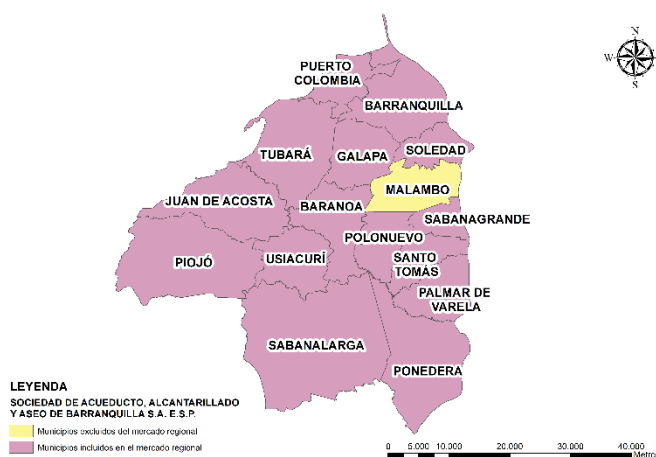 N
W
S
PUERTO
COLOMBIA
BARRANQUILLA
SOLEDAD
TUBARÁ
GALAPA
MALAMBO
JUAN DE ACOSTA
BARANOA
SABANAGRANDE
POLONUEVO
PIOJÓ
USIACURÍ
SANTO
TOMÁS
PALMAR DE
VARELA
SABANALARGA
PONEDERA
LEYENDA
SOCIEDAD DE ACUEDUCTO, ALCANTARILLADO
Y ASEO DE BARRANQUILLA S.A. E.S.P.
Municipios excluidos del mercado regional
Municipios incluidos en el mercado regional
0 5.000 10.000 20.000 30.000 40.000
Metro